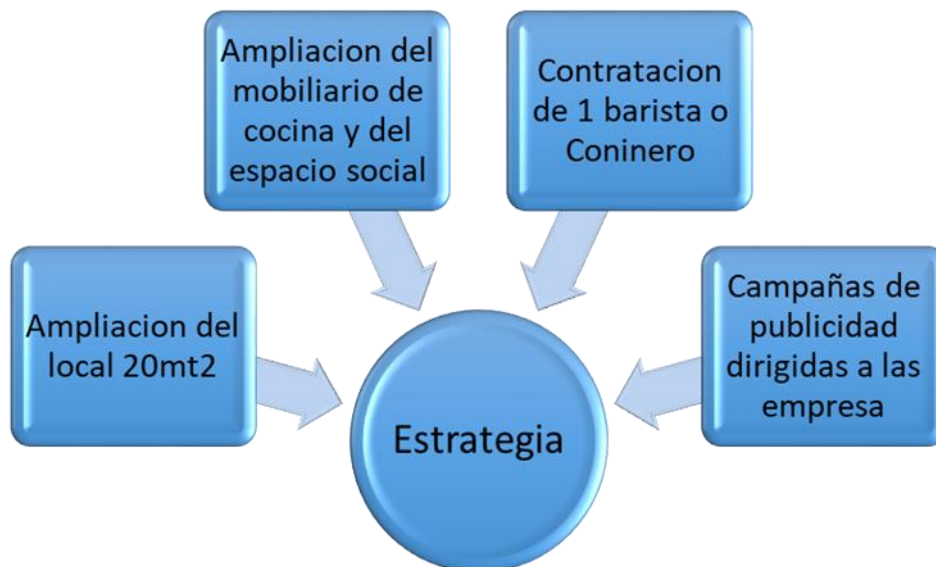 Ampliacion del
mobiliario de
cocina y del
espacio social
Contratacion
de 1 barista o
Coninero
Ampliacion del
local 20mt2
Campañas de
publicidad
dirigidas a las
empresa
Estrategia